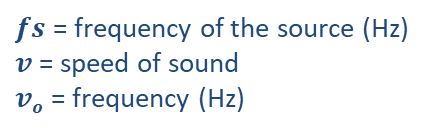 fs = frequency of the source (Hz)
v = speed of sound
vₒ = frequency (Hz)